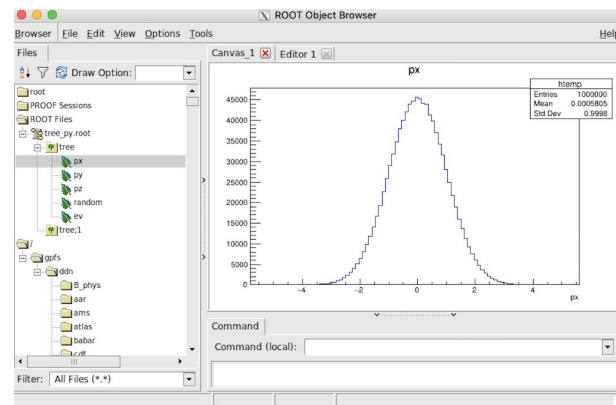 ROOT Object Browser
Browser File Edit View Options Tools Help
Files
Draw Option:
root
PROOF Sessions
ROOT Files
tree_py.root
tree
px
py
pz
random
ev
tree;1
/
gpfs
ddn
B_phys
aar
ams
atlas
babar
cdf
Filter: All Files (*.*)
Canvas_1 Editor 1
px
htemp
Entries 1000000
Mean 0.0005805
Std Dev 0.9998
45000
40000
35000
30000
25000
20000
15000
10000
5000
0
-4 -2 0 2 4
px
Command
Command (local):